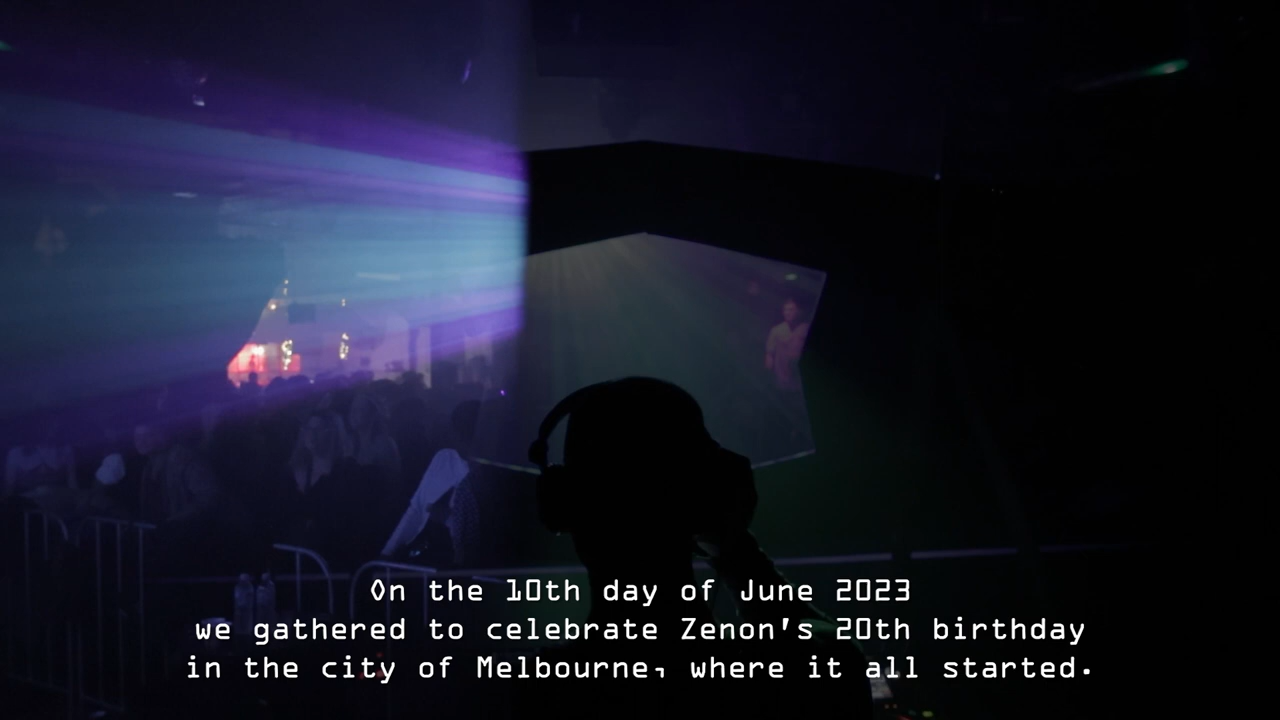 On the 10th day of June 2023
we gathered to celebrate Zenon's 20th birthday
in the city of Melbourne, where it all started.